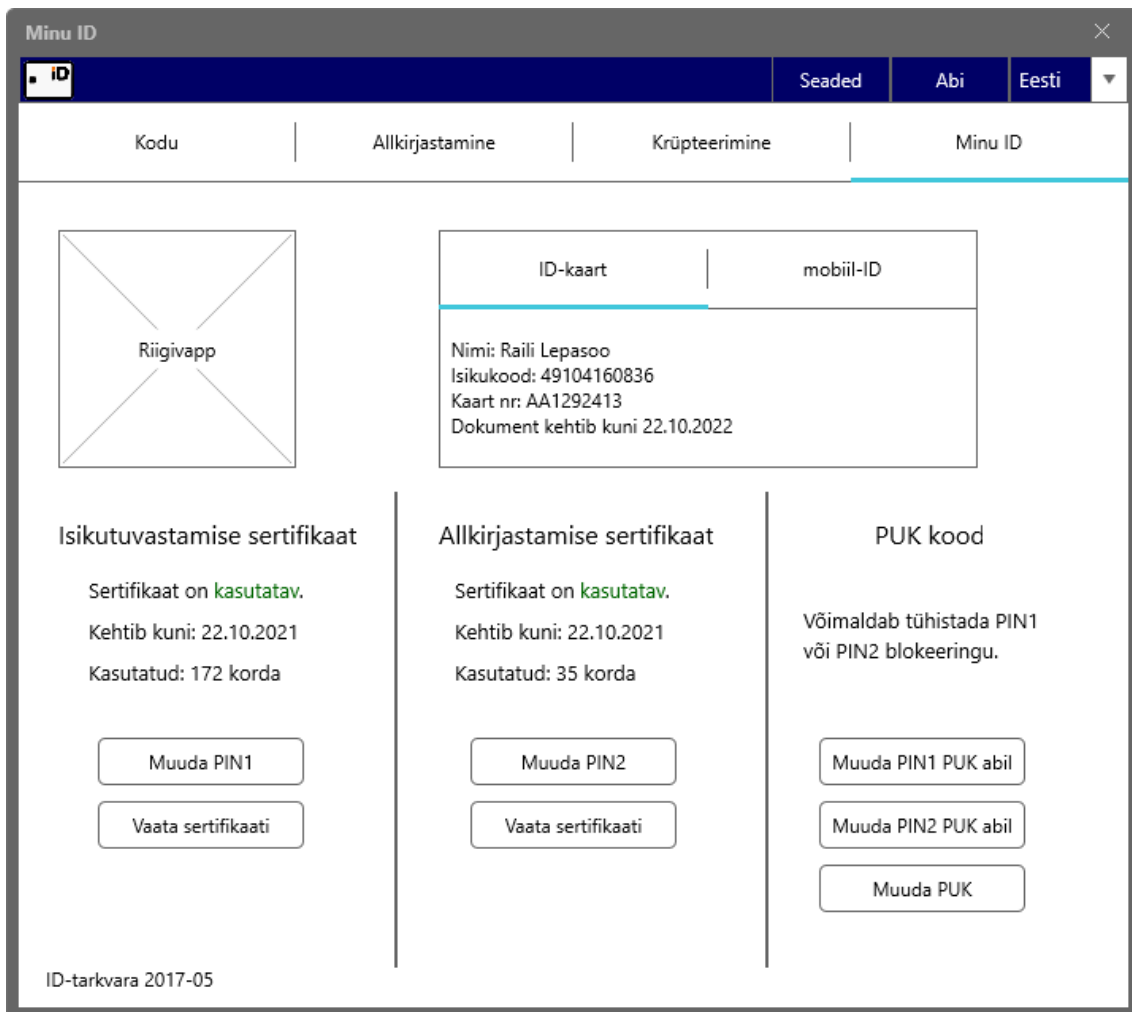 Minu ID
iD
Seaded
Abi
Eesti
Kodu
Allkirjastamine
Krüpteerimine
Minu ID
Riigivapp
ID-kaart
mobiil-ID
Nimi: Raili Lepasoo
Isikukood: 49104160836
Kaart nr: AA1292413
Dokument kehtib kuni 22.10.2022
Isikutuvastamise sertifikaat
Sertifikaat on kasutatav.
Kehtib kuni: 22.10.2021
Kasutatud: 172 korda
Muuda PIN1
Vaata sertifikaati
Allkirjastamise sertifikaat
Sertifikaat on kasutatav.
Kehtib kuni: 22.10.2021
Kasutatud: 35 korda
Muuda PIN2
Vaata sertifikaati
PUK kood
Võimaldab tühistada PIN1
või PIN2 blokeeringu.
Muuda PIN1 PUK abil
Muuda PIN2 PUK abil
Muuda PUK
ID-tarkvara 2017-05